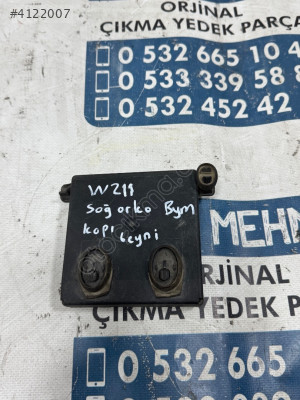 #4122007
ORJİNAL
ÇIKMA YEDEK PARÇA
0 532 665 10 4
0 533 339 58 8
0 532 452 42
W211
Sağ arka Bym
kapı
beyni
MEHM
ORJİNAL
ÇIKMA YEDEK PARÇ
0 532 665